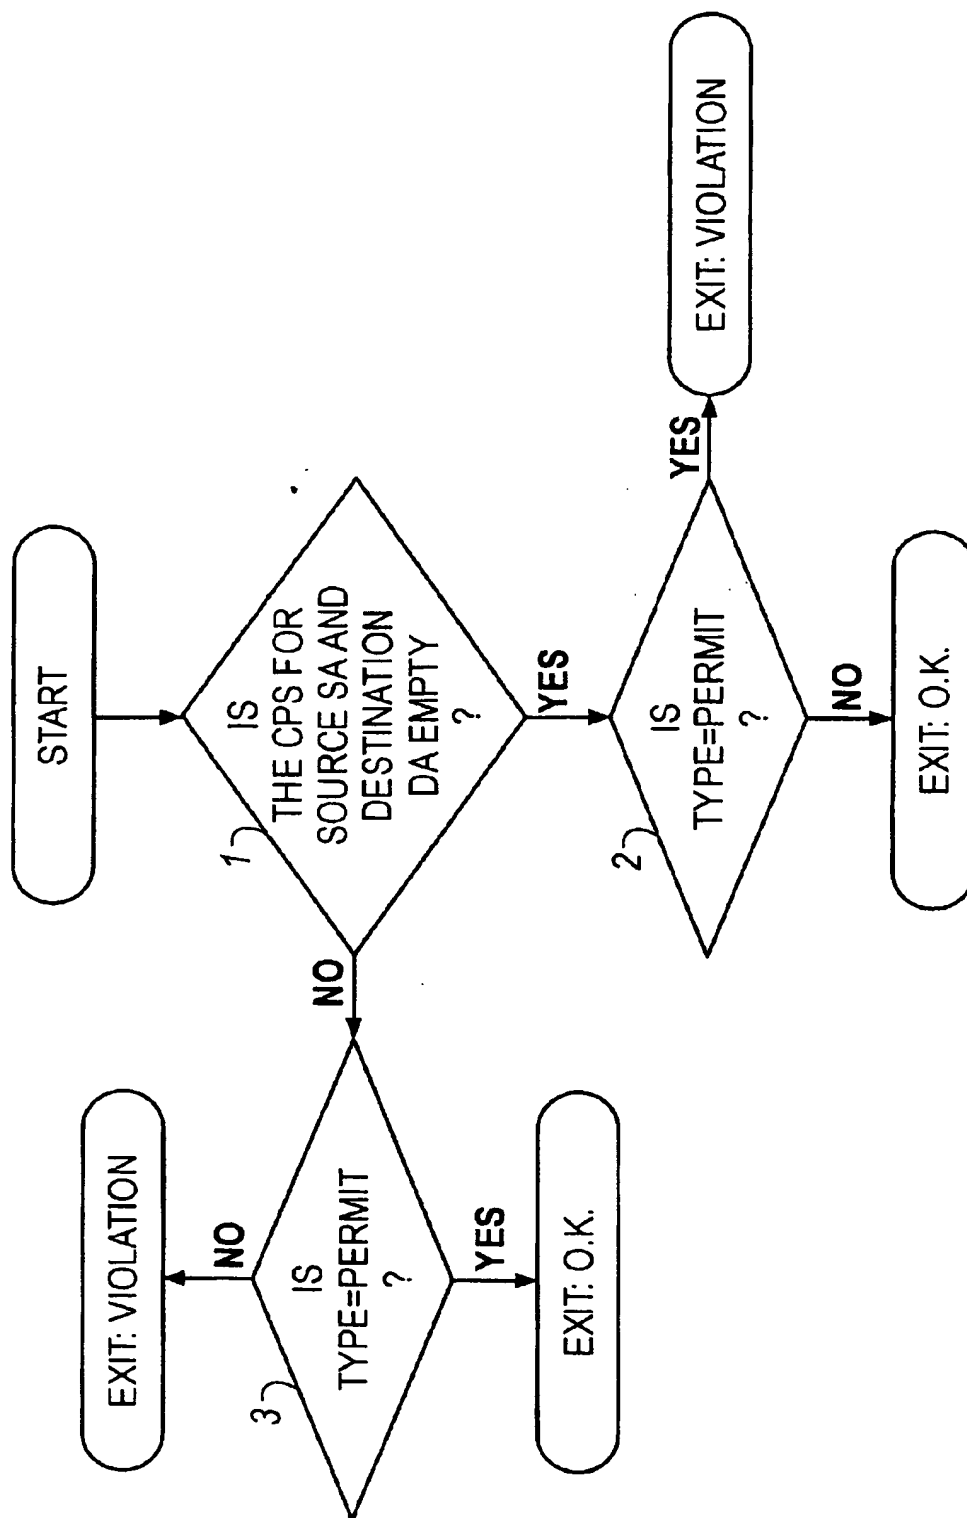 START
1
IS
THE CPS FOR
SOURCE SA AND
DESTINATION
DA EMPTY
?
NO
YES
3
IS
TYPE=PERMIT
?
NO
EXIT: VIOLATION
YES
EXIT: O.K.
2
IS
TYPE=PERMIT
?
YES
EXIT: VIOLATION
NO
EXIT: O.K.